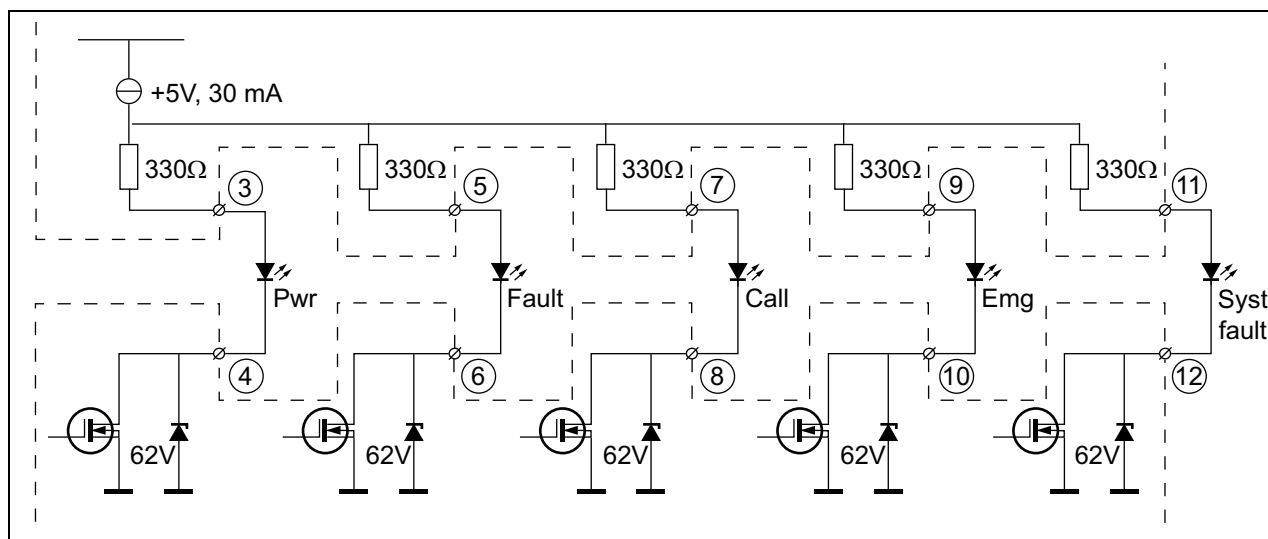 +5V, 30 mA
330Ω 330Ω 330Ω 330Ω 330Ω
3 5 7 9 11
Pwr Fault Call Emg Syst
fault
4 6 8 10 12
62V 62V 62V 62V 62V